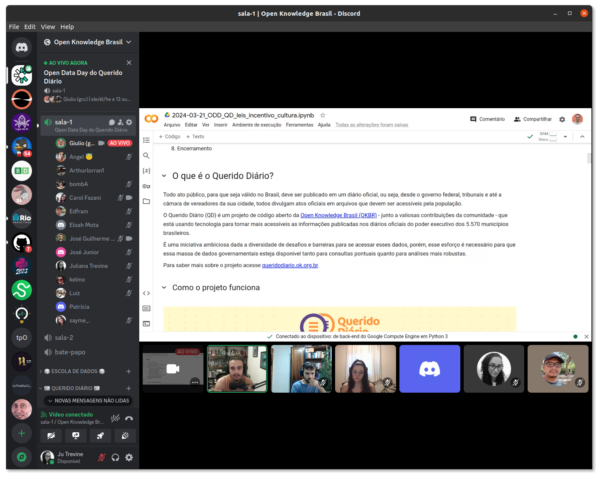 sala-1 | Open Knowledge Brasil - Discord
File Edit View Help
Open Knowledge Brasil
AO VIVO AGORA
Open Data Day do Querido
Diário
sala-1
sala-1
Open Data Day do Querido Diário
Giulio (g...
AO VIVO
Angel
ArthurlorranT
bombA
Carol Fazani
Edfram
Elisah Mota
José Guilherme
José Junior
Juliana Trevine
kelmo
Luiz
Patrícia
sayme_
sala-2
bate-papo
ESCOLA DE DADOS
QUERIDO DIÁRIO
NOVAS MENSAGENS NÃO LIDAS
Vídeo conectado
sala-1 / Open Knowledge Br...
Ju Trevine
Disponível
2024-03-21_ODD_QD_leis_incentivo_cultura.ipynb
Arquivo Editar Ver Inserir Ambiente de execução Ferramentas Ajuda Todas as alterações foram salvas
Comentário
Compartilhar
+ Código + Texto
8. Encerramento
O que é o Querido Diário?
Todo ato público, para que seja válido no Brasil, deve ser publicado em um diário oficial, ou seja, desde o governo federal, tribunais e até a
câmara de vereadores da sua cidade, todos divulgam atos oficiais em arquivos que devem ser acessíveis pela população.
O Querido Diário (QD) é um projeto de código aberto da Open Knowledge Brasil (OKBR) - junto a valiosas contribuições da comunidade - que
está usando tecnologia para tornar mais acessíveis as informações publicadas nos diários oficiais do poder executivo dos 5.570 municípios
brasileiros.
É uma iniciativa ambiciosa dada a diversidade de desafios e barreiras para se acessar esses dados, porém, esse esforço é necessário para que
essa massa de dados governamentais esteja disponível tanto para consultas pontuais quanto para análises mais robustas.
Para saber mais sobre o projeto acesse queridodiario.ok.org.br.
Como o projeto funciona
Querido
Diário
Conectado ao dispositivo de back-end do Google Compute Engine em Python 3
AO VIVO